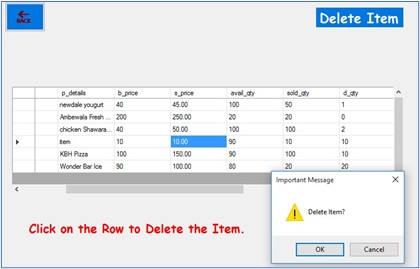 BACK
Delete Item
p_details b_price s_price avail_qty sold_qty d_qty
newdale yougurt 40 45.00 100 50 1
Ambewala Fresh ... 200 250.00 20 20 0
chicken Shawara... 40 50.00 100 100 2
item 10 10.00 90 10 10
KBH Pizza 100 150.00 90 100 10
Wonder Bar Ice 90 100.00 80 20 20
Important Message
Delete Item?
OK Cancel
Click on the Row to Delete the Item.